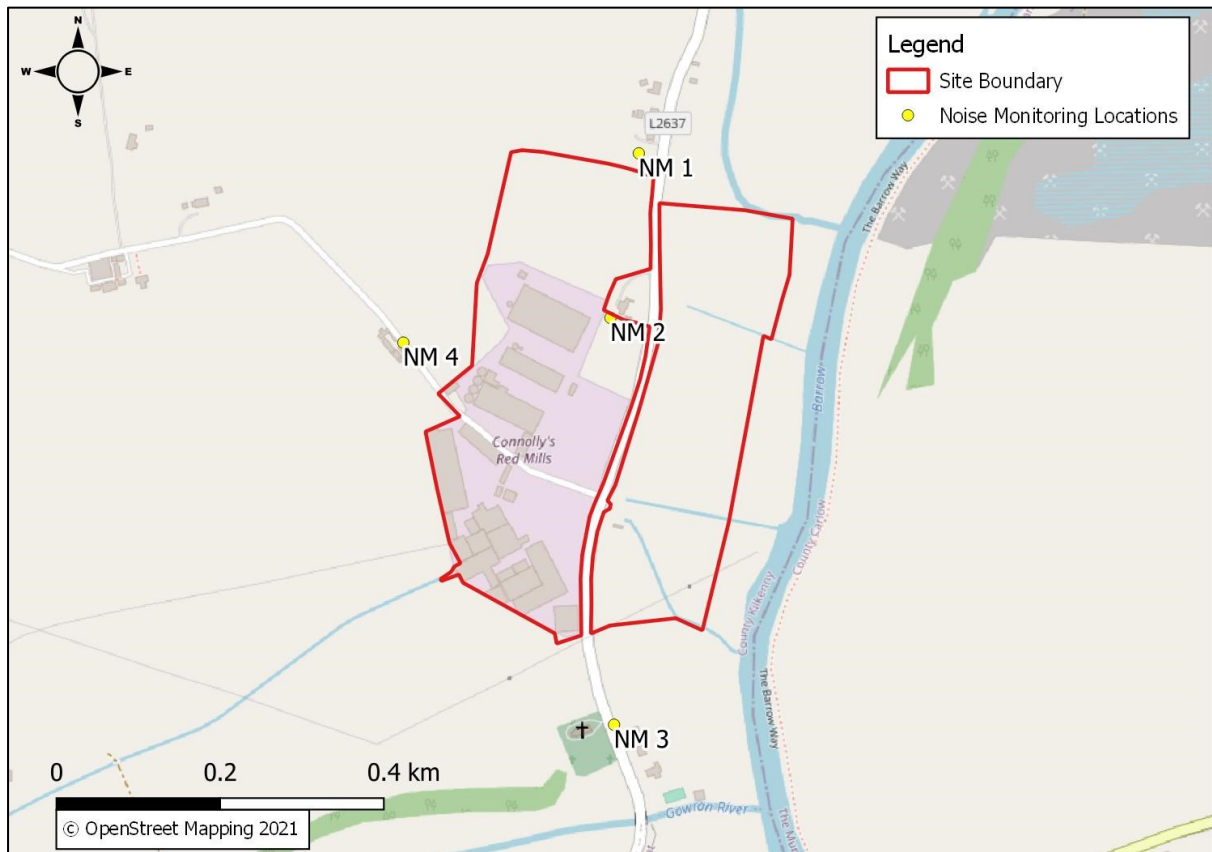 N
W
E
S
Legend
Site Boundary
Noise Monitoring Locations
L2637
NM 1
The Barrow Way
NM 2
NM 4
Barrow
Connolly's
Red Mills
County Carlow
County Kilkenny
The Barrow Way
NM 3
0
0.2
0.4 km
Gowran River
© OpenStreet Mapping 2021